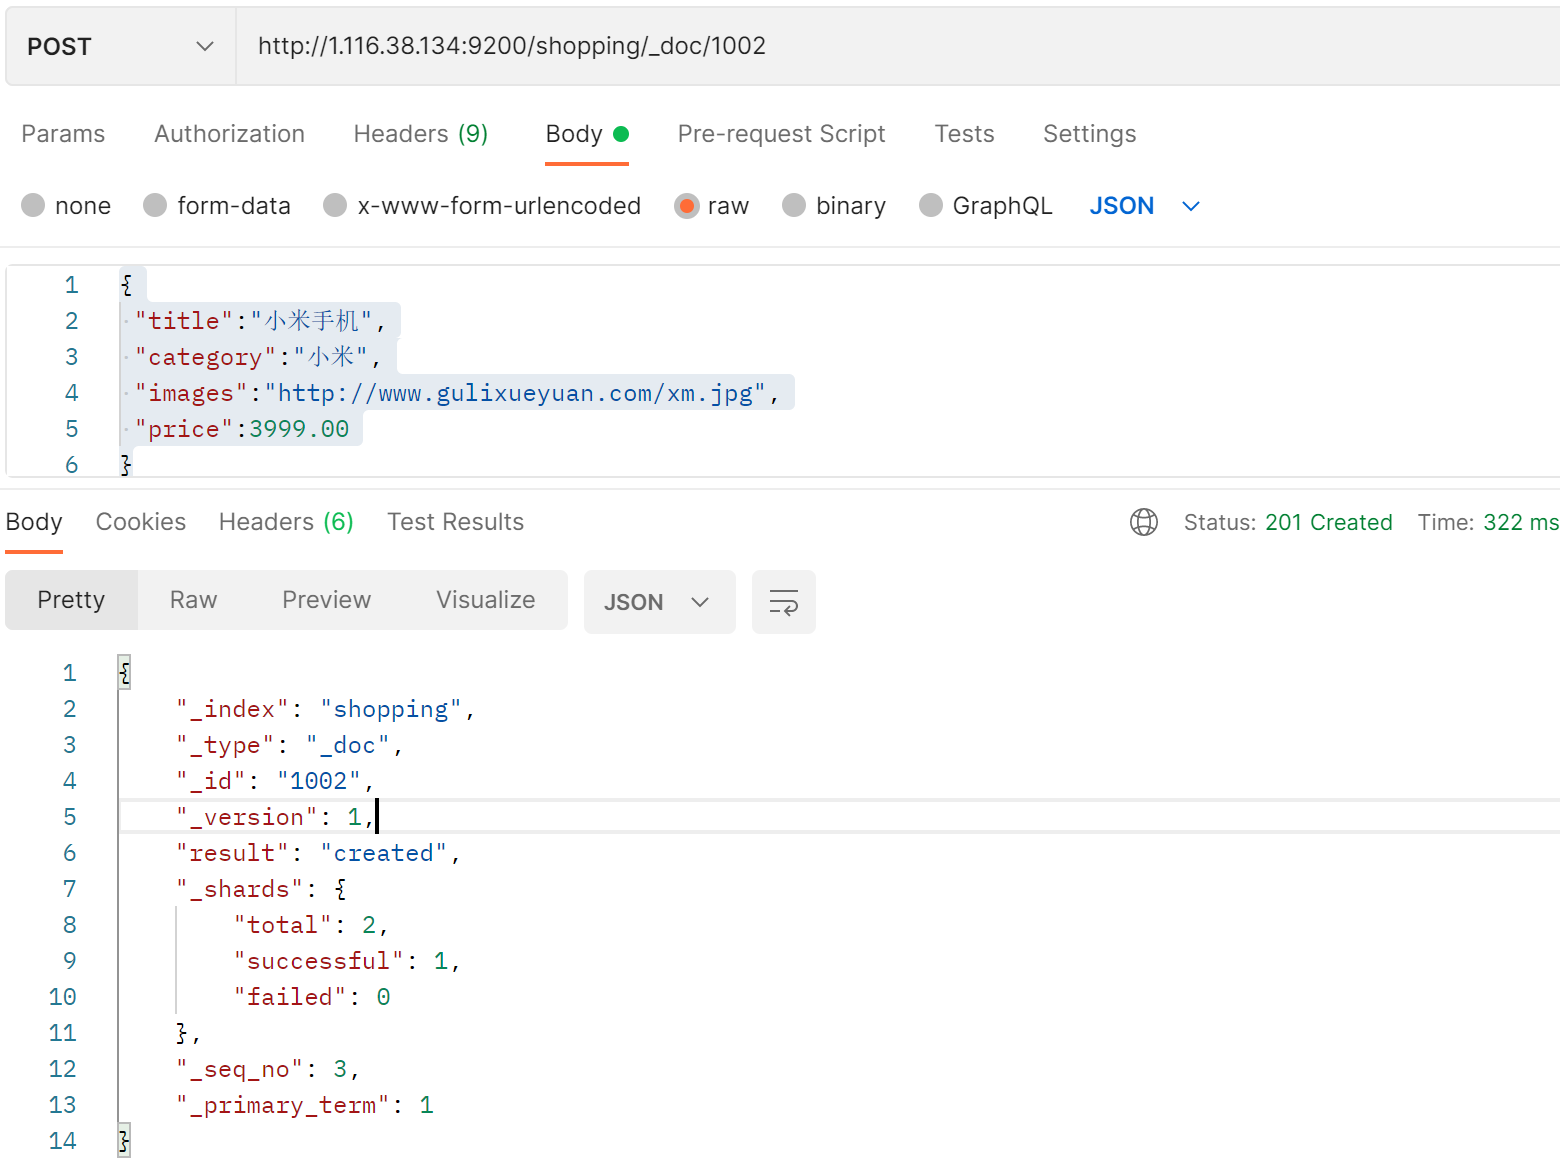 POST http://1.116.38.134:9200/shopping/_doc/1002
Params Authorization Headers (9) Body Pre-request Script Tests Settings
none form-data x-www-form-urlencoded raw binary GraphQL JSON
1 {
2 "title":"小米手机",
3 "category":"小米",
4 "images":"http://www.gulixueyuan.com/xm.jpg",
5 "price":3999.00
6 }
Body Cookies Headers (6) Test Results Status: 201 Created Time: 322 ms
Pretty Raw Preview Visualize JSON
1 {
2 "_index": "shopping",
3 "_type": "_doc",
4 "_id": "1002",
5 "_version": 1,
6 "result": "created",
7 "_shards": {
8 "total": 2,
9 "successful": 1,
10 "failed": 0
11 },
12 "_seq_no": 3,
13 "_primary_term": 1
14 }